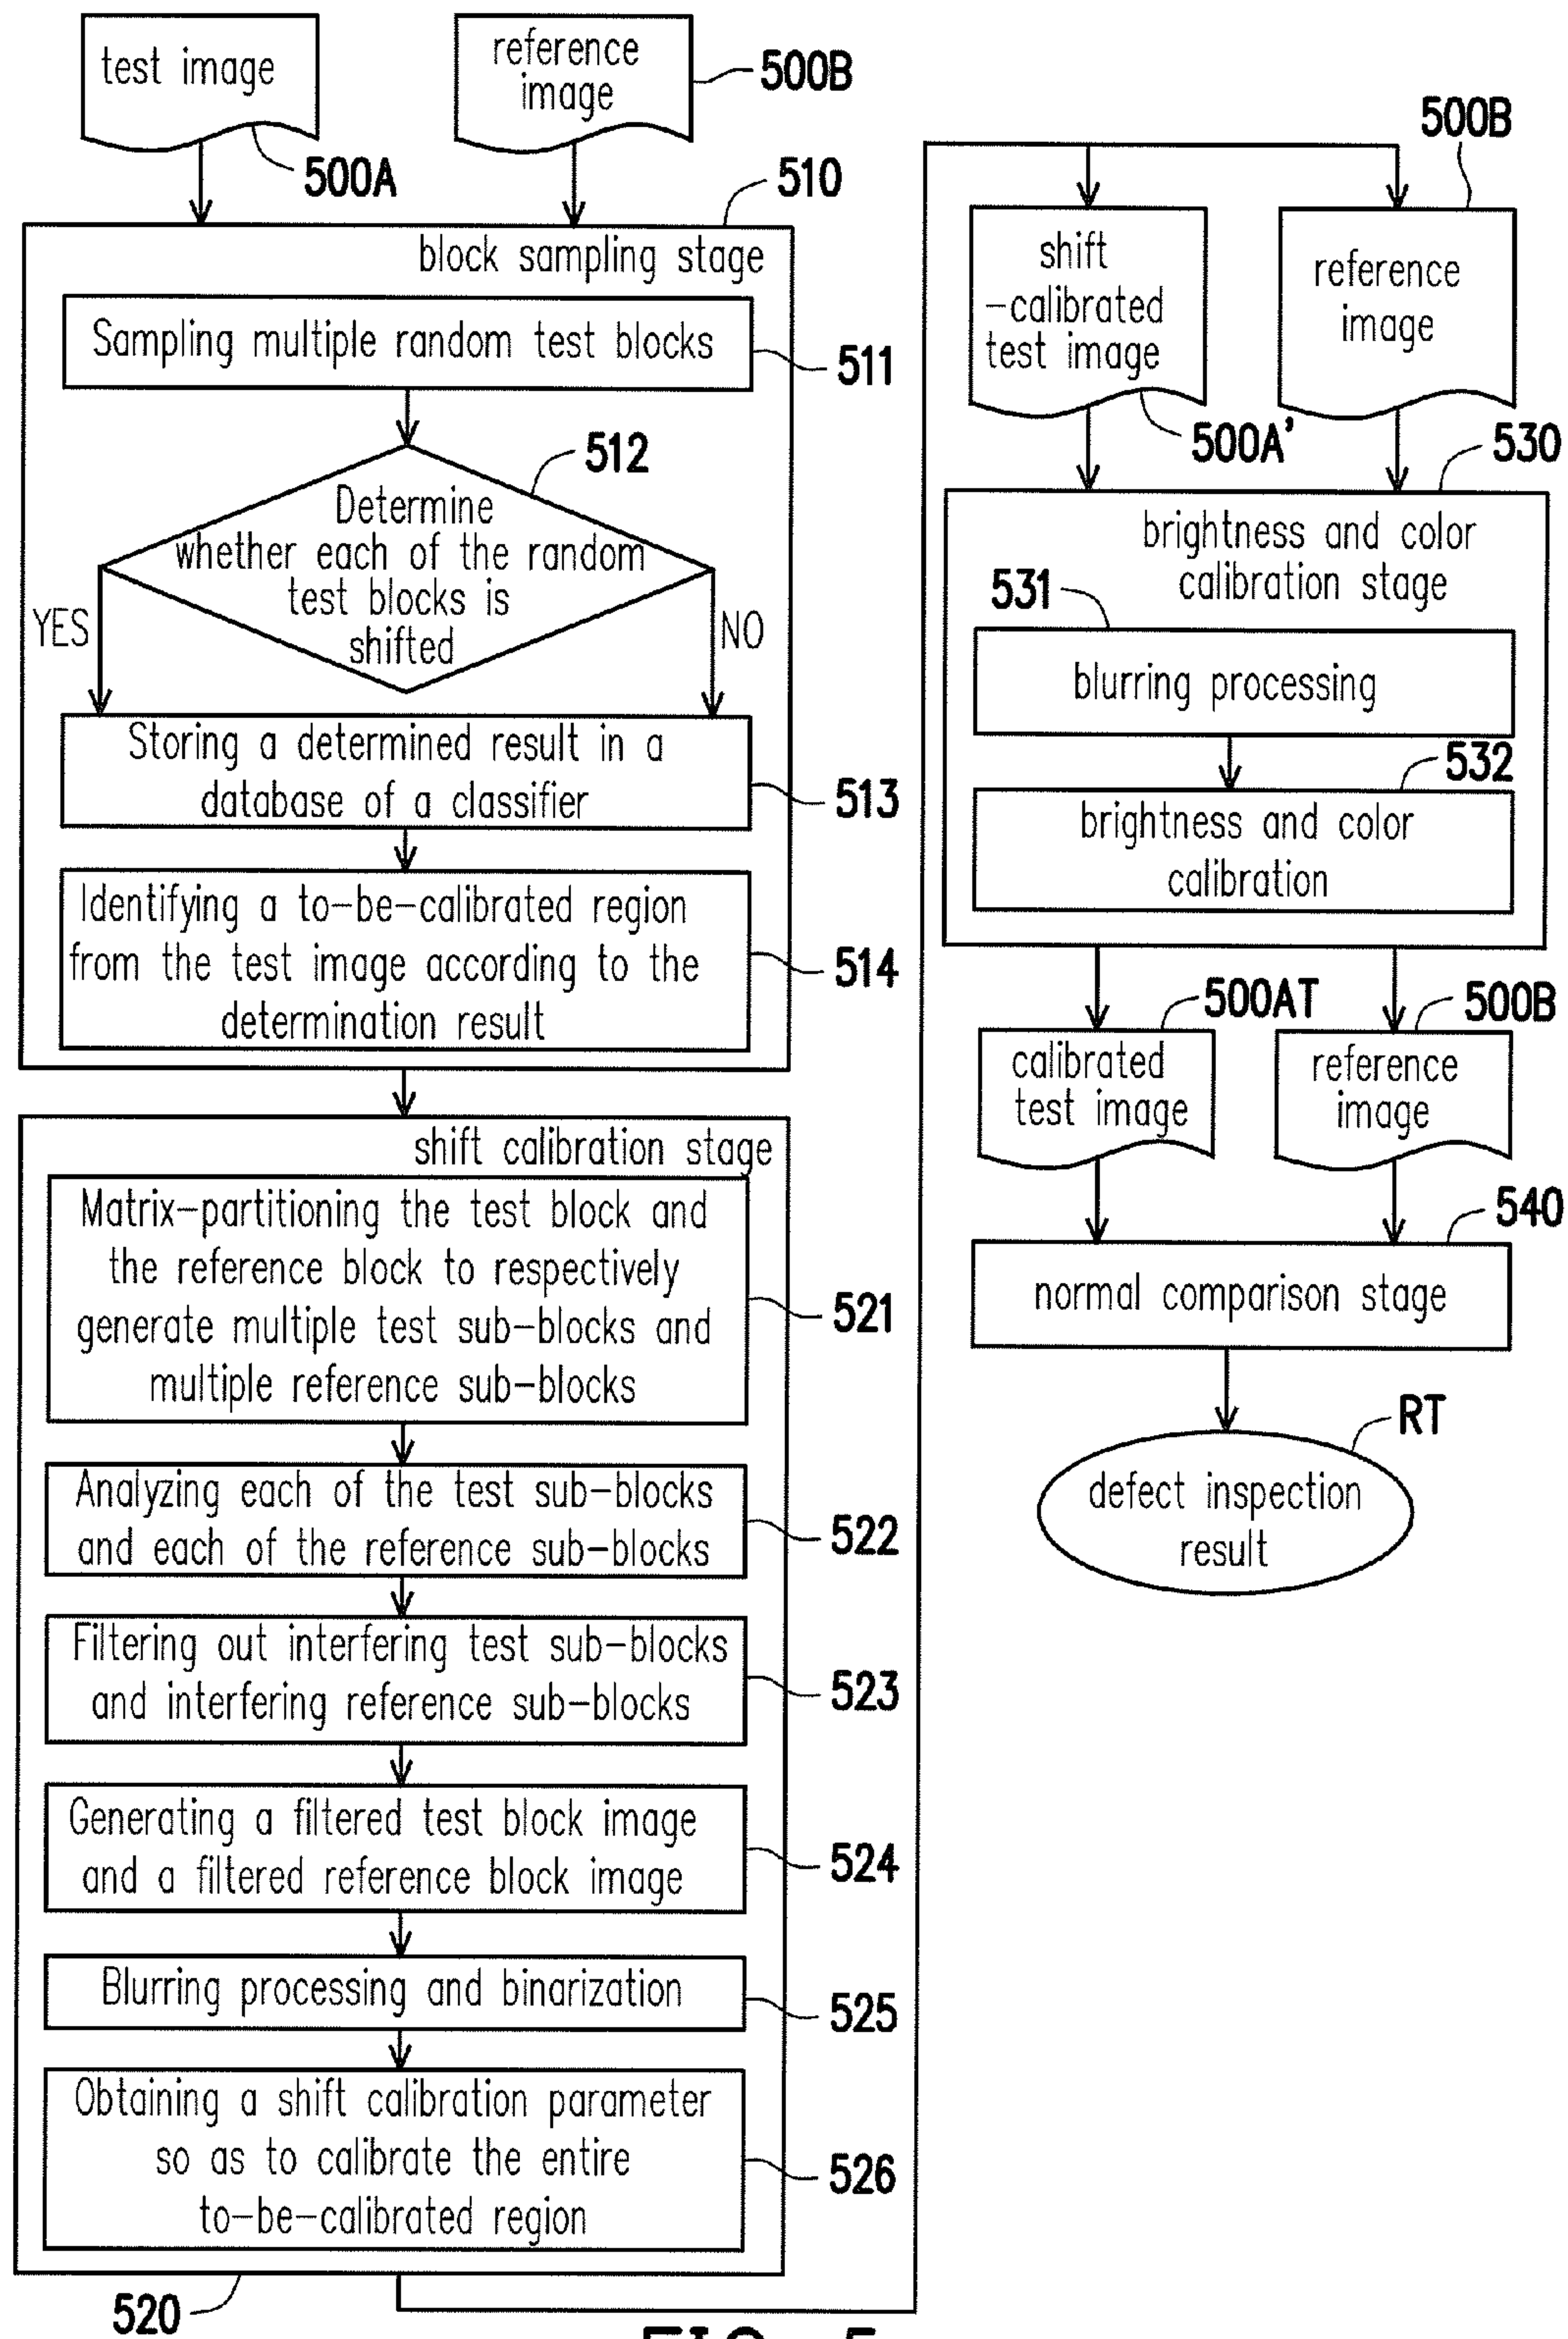 test image
500A
reference
image
500B
510
block sampling stage
Sampling multiple random test blocks
511
512
Determine
whether each of the random
test blocks is
shifted
YES
NO
Storing a determined result in a
database of a classifier
513
Identifying a to-be-calibrated region
from the test image according to the
determination result
514
shift calibration stage
Matrix-partitioning the test block and
the reference block to respectively
generate multiple test sub-blocks and
multiple reference sub-blocks
521
Analyzing each of the test sub-blocks
and each of the reference sub-blocks
522
Filtering out interfering test sub-blocks
and interfering reference sub-blocks
523
Generating a filtered test block image
and a filtered reference block image
524
Blurring processing and binarization
525
Obtaining a shift calibration parameter
so as to calibrate the entire
to-be-calibrated region
526
520
500B
shift
-calibrated
test image
500A'
reference
image
530
brightness and color
calibration stage
531
blurring processing
532
brightness and color
calibration
500AT
calibrated
test image
500B
reference
image
540
normal comparison stage
RT
defect inspection
result